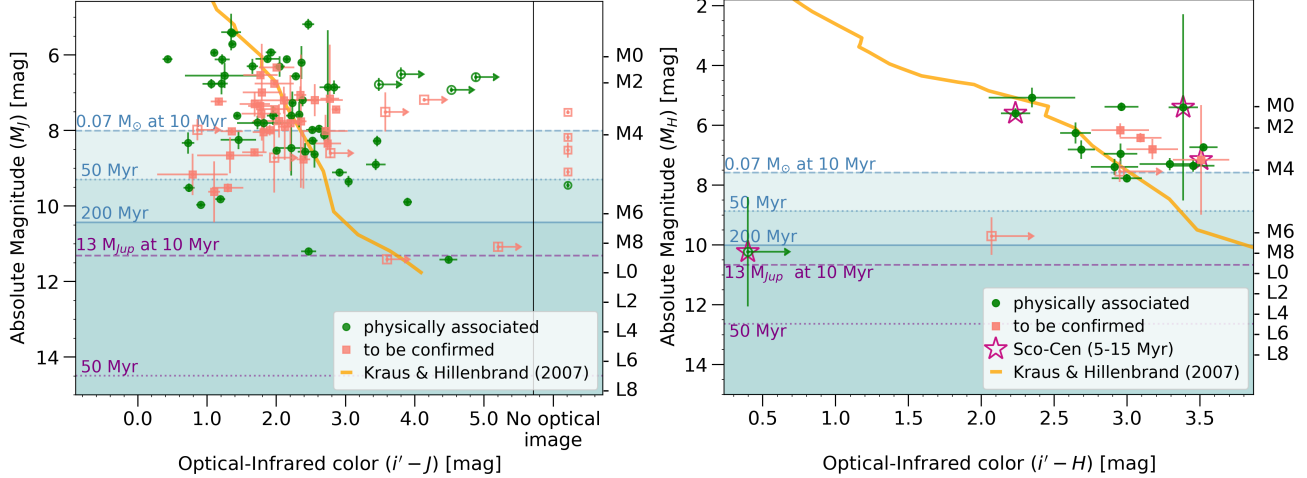 Absolute Magnitude (M_J) [mag]
6
8
10
12
14
0.07 M⊙ at 10 Myr
50 Myr
200 Myr
13 M_Jup at 10 Myr
50 Myr
physically associated
to be confirmed
Kraus & Hillenbrand (2007)
M0
M2
M4
M6
M8
L0
L2
L4
L6
L8
0.0 1.0 2.0 3.0 4.0 5.0 No optical
image
Optical-Infrared color (i′ − J) [mag]
Absolute Magnitude (M_H) [mag]
2
4
6
8
10
12
14
0.07 M⊙ at 10 Myr
50 Myr
200 Myr
13 M_Jup at 10 Myr
50 Myr
physically associated
to be confirmed
Sco-Cen (5-15 Myr)
Kraus & Hillenbrand (2007)
M0
M2
M4
M6
M8
L0
L2
L4
L6
L8
0.5 1.0 1.5 2.0 2.5 3.0 3.5
Optical-Infrared color (i′ − H) [mag]